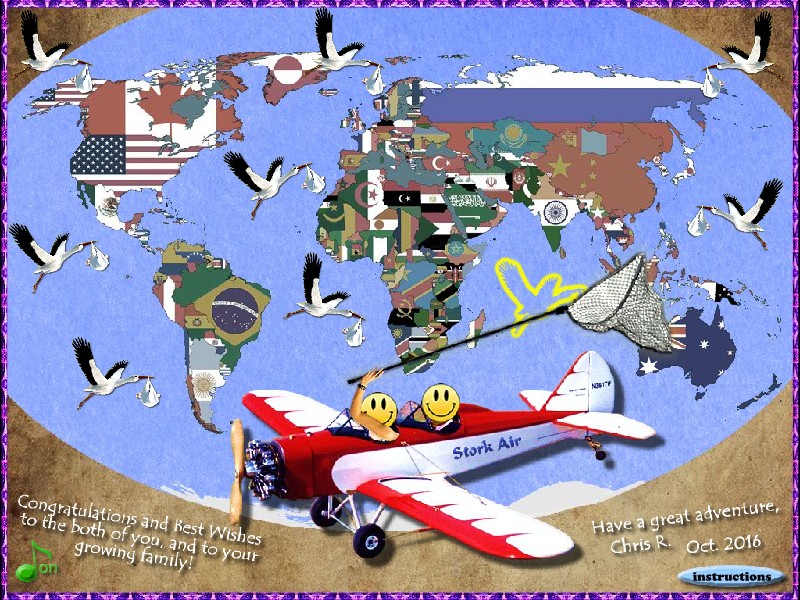 Stork Air
Congratulations and Best Wishes
to the both of you, and to your
growing family!
on
Have a great adventure,
Chris R. Oct. 2016
instructions